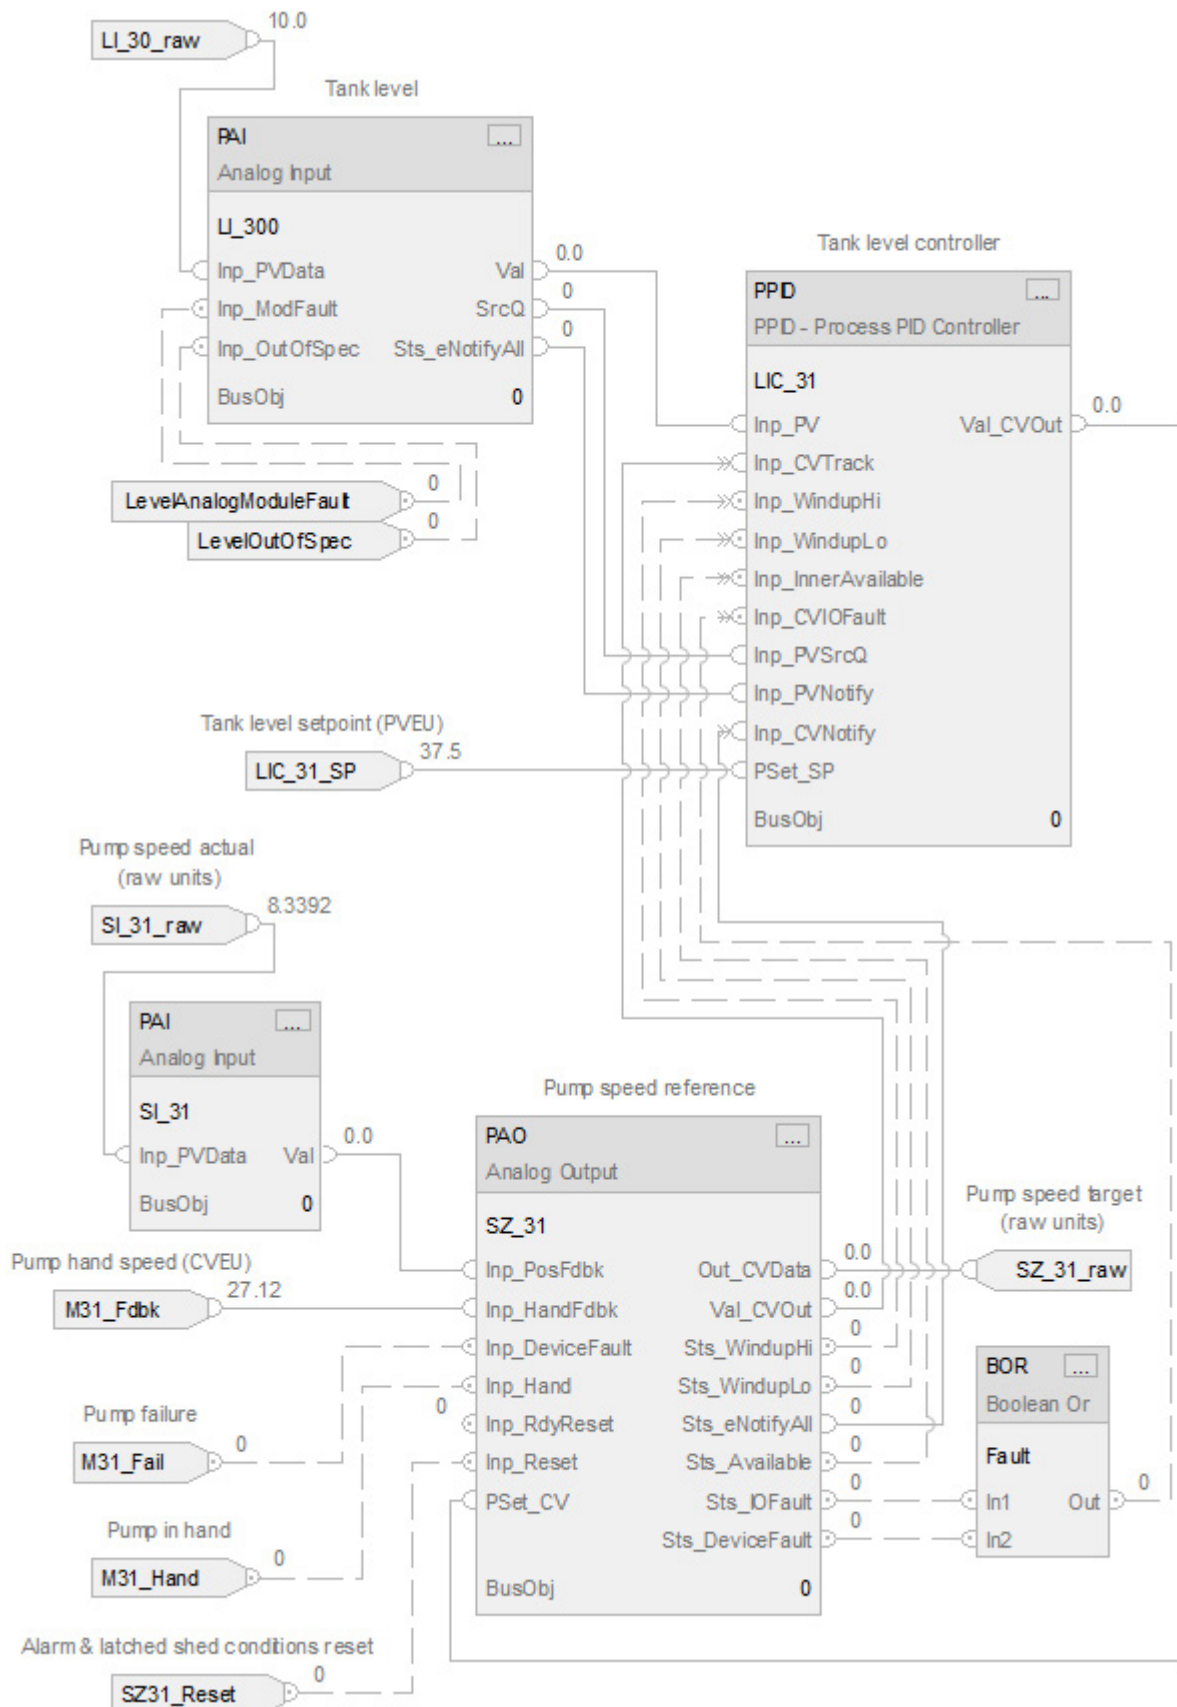 LI_30_raw
10.0
Tank level
PAI
...
Analog Input
LI_300
Inp_PVData
Val
0.0
Inp_ModFault
SrcQ
0
Inp_OutOfSpec
Sts_eNotifyAll
0
BusObj
0
LevelAnalogModuleFault
0
LevelOutOfSpec
0
Tank level controller
PPID
...
PPID - Process PID Controller
LIC_31
Inp_PV
Val_CVOut
0.0
Inp_CVTrack
Inp_WindupHi
Inp_WindupLo
Inp_InnerAvailable
Inp_CVIOFault
Inp_PVSrcQ
Inp_PVNotify
Inp_CVNotify
PSet_SP
BusObj
0
Tank level setpoint (PVEU)
LIC_31_SP
37.5
Pump speed actual
(raw units)
SI_31_raw
8.3392
PAI
...
Analog Input
SI_31
Inp_PVData
Val
0.0
BusObj
0
Pump hand speed (CVEU)
M31_Fdbk
27.12
Pump failure
M31_Fail
0
Pump in hand
M31_Hand
0
Alarm & latched shed conditions reset
SZ31_Reset
0
Pump speed reference
PAO
...
Analog Output
SZ_31
Inp_PosFdbk
Out_CVData
0.0
Inp_HandFdbk
Val_CVOut
0.0
Inp_DeviceFault
Sts_WindupHi
0
Inp_Hand
Sts_WindupLo
0
0
Inp_RdyReset
Sts_eNotifyAll
0
Inp_Reset
Sts_Available
0
PSet_CV
Sts_IOFault
0
Sts_DeviceFault
0
BusObj
0
Pump speed target
(raw units)
SZ_31_raw
BOR
...
Boolean Or
Fault
In1
Out
0
In2